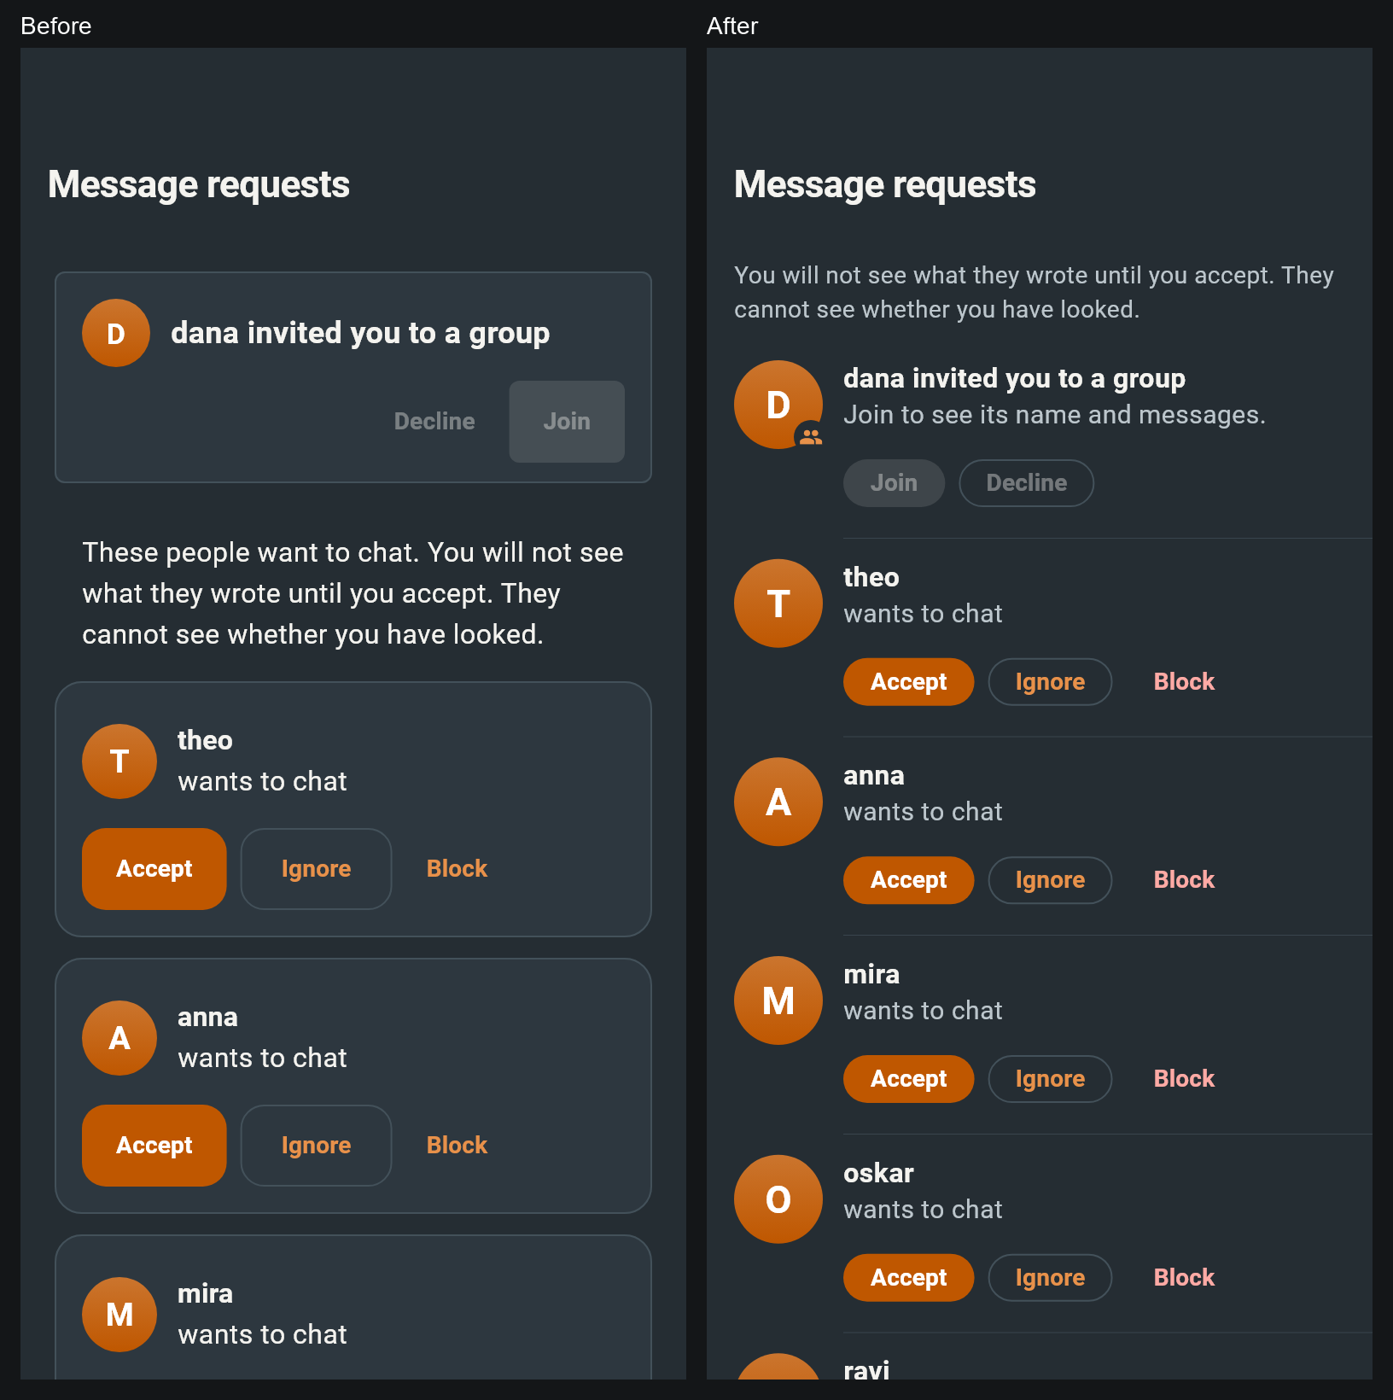 Before
Message requests
D
dana invited you to a group
Decline
Join
These people want to chat. You will not see
what they wrote until you accept. They
cannot see whether you have looked.
T
theo
wants to chat
Accept
Ignore
Block
A
anna
wants to chat
Accept
Ignore
Block
M
mira
wants to chat
After
Message requests
You will not see what they wrote until you accept. They
cannot see whether you have looked.
D
dana invited you to a group
Join to see its name and messages.
Join
Decline
T
theo
wants to chat
Accept
Ignore
Block
A
anna
wants to chat
Accept
Ignore
Block
M
mira
wants to chat
Accept
Ignore
Block
O
oskar
wants to chat
Accept
Ignore
Block
ravi